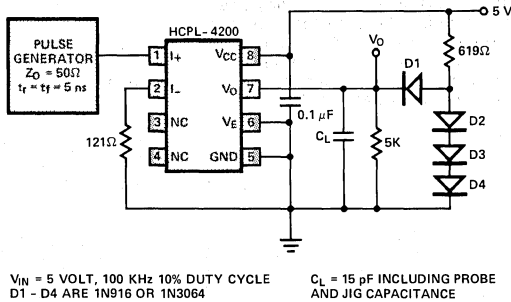 HCPL-4200
5 V
PULSE
GENERATOR
Z_O = 50Ω
t_r = t_f = 5 ns
1 I+
2 I–
3 NC
4 NC
V_CC 8
V_O 7
V_E 6
GND 5
121Ω
0.1 μF
C_L
V_O
5K
D1
619Ω
D2
D3
D4
V_IN = 5 VOLT, 100 KHz 10% DUTY CYCLE
D1 – D4 ARE 1N916 OR 1N3064
C_L = 15 pF INCLUDING PROBE
AND JIG CAPACITANCE